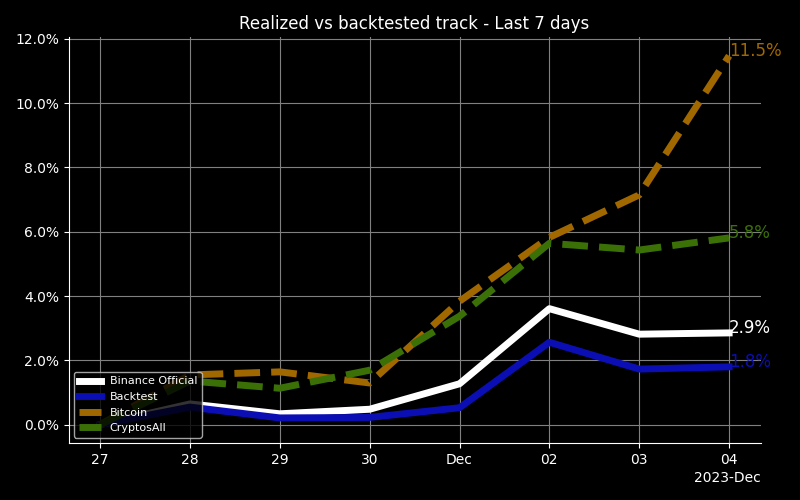 Realized vs backtested track - Last 7 days
12.0%
11.5%
10.0%
8.0%
6.0%
5.8%
4.0%
2.9%
2.0%
1.8%
0.0%
Binance Official
Backtest
Bitcoin
CryptosAll
27 28 29 30 Dec 02 03 04
2023-Dec